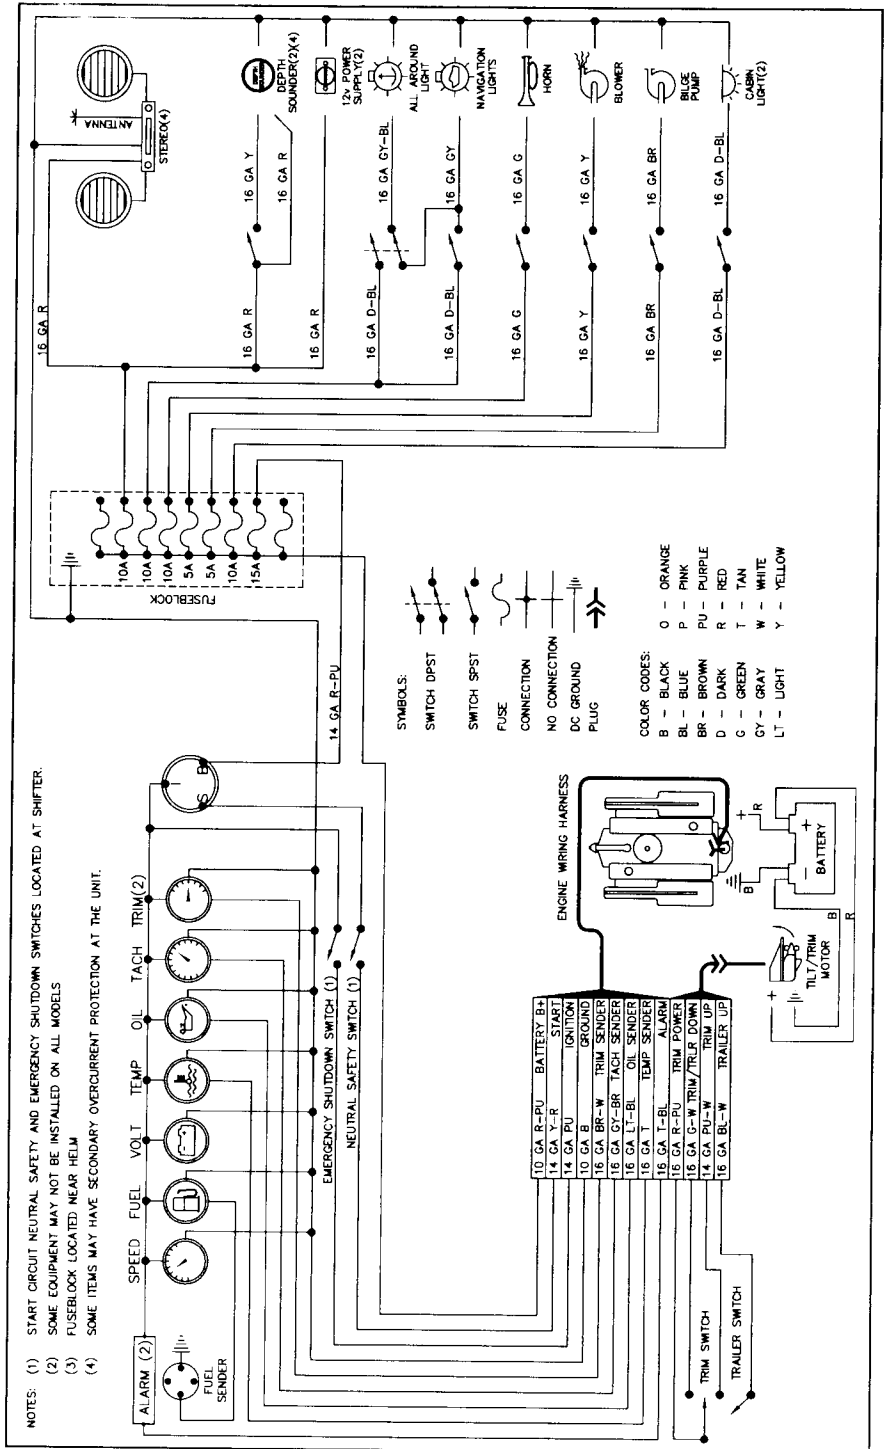 NOTES: (1) START CIRCUIT NEUTRAL SAFETY AND EMERGENCY SHUTDOWN SWITCHES LOCATED AT SHIFTER.
(2) SOME EQUIPMENT MAY NOT BE INSTALLED ON ALL MODELS
(3) FUSEBLOCK LOCATED NEAR HELM
(4) SOME ITEMS MAY HAVE SECONDARY OVERCURRENT PROTECTION AT THE UNIT.
ALARM (2)
FUEL
SENDER
SPEED
FUEL
VOLT
TEMP
OIL
TACH
TRIM(2)
I
S
B
EMERGENCY SHUTDOWN SWITCH (1)
NEUTRAL SAFETY SWITCH (1)
14 GA R-PU
FUSEBLOCK
10A
10A
10A
5A
5A
10A
15A
16 GA R
ANTENNA
STEREO(4)
16 GA R
16 GA Y
16 GA R
DEPTH
SOUNDER
DEPTH
SOUNDER(2)(4)
16 GA R
12v POWER
SUPPLY(2)
16 GA D-BL
16 GA GY-BL
ALL AROUND
LIGHT
16 GA D-BL
16 GA GY
NAVIGATION
LIGHTS
16 GA G
16 GA G
HORN
16 GA Y
16 GA Y
BLOWER
16 GA BR
16 GA BR
BILGE
PUMP
16 GA D-BL
16 GA D-BL
CABIN
LIGHT(2)
SYMBOLS:
SWITCH DPST
SWITCH SPST
FUSE
CONNECTION
NO CONNECTION
DC GROUND
PLUG
COLOR CODES:
B - BLACK O - ORANGE
BL - BLUE P - PINK
BR - BROWN PU - PURPLE
D - DARK R - RED
G - GREEN T - TAN
GY - GRAY W - WHITE
LT - LIGHT Y - YELLOW
10 GA R-PU BATTERY B+
14 GA Y-R START
14 GA PU IGNITION
10 GA B GROUND
16 GA BR-W TRIM SENDER
16 GA GY-BR TACH SENDER
16 GA LT-BL OIL SENDER
16 GA T TEMP SENDER
16 GA T-BL ALARM
16 GA R-PU TRIM POWER
16 GA G-W TRIM/TRLR DOWN
14 GA PU-W TRIM UP
16 GA BL-W TRAILER UP
TRIM SWITCH
TRAILER SWITCH
ENGINE WIRING HARNESS
+
R
B
- +
BATTERY
+
TILT/TRIM
MOTOR
B
R